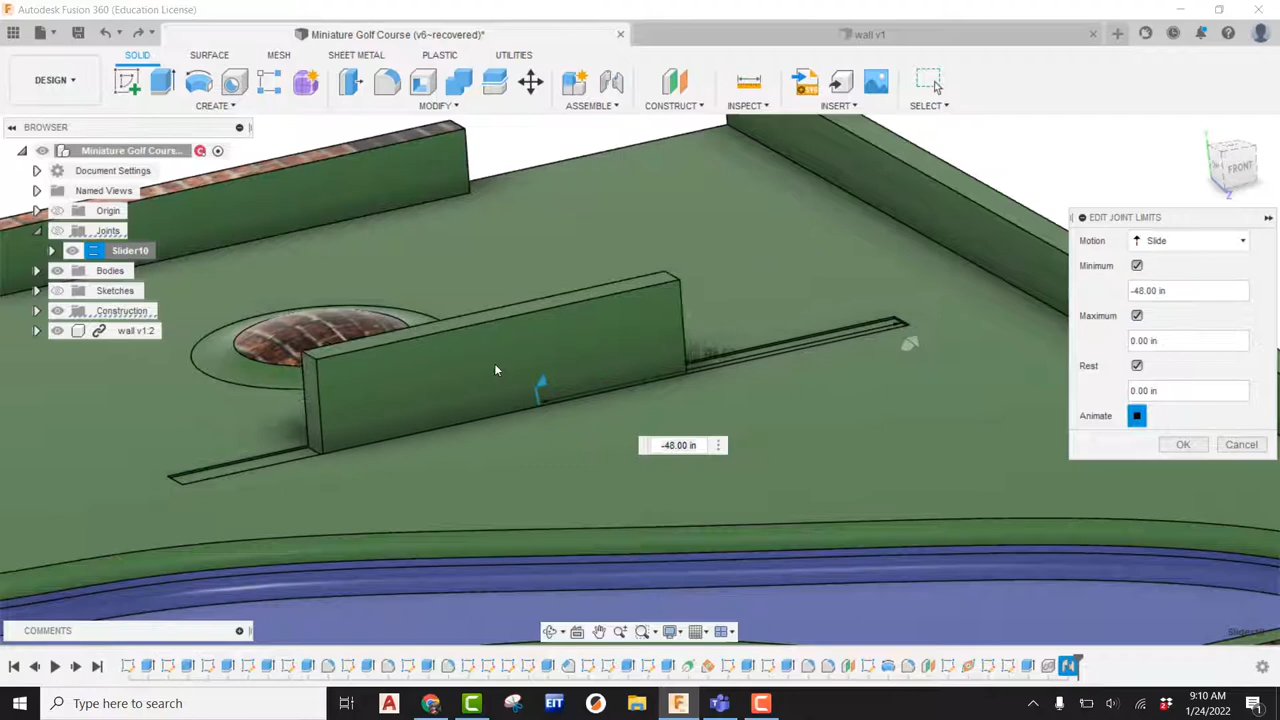 Autodesk Fusion 360 (Education License)
Miniature Golf Course (v6~recovered)*
wall v1
SOLID SURFACE MESH SHEET METAL PLASTIC UTILITIES
DESIGN
CREATE MODIFY ASSEMBLE CONSTRUCT INSPECT INSERT SELECT
BROWSER
Miniature Golf Cours...
Document Settings
Named Views
Origin
Joints
Slider10
Bodies
Sketches
Construction
wall v1:2
FRONT
Z
EDIT JOINT LIMITS
Motion Slide
Minimum
-48.00 in
Maximum
0.00 in
Rest
0.00 in
Animate
OK Cancel
-48.00 in
COMMENTS
Slider10
Type here to search
9:10 AM
1/24/2022